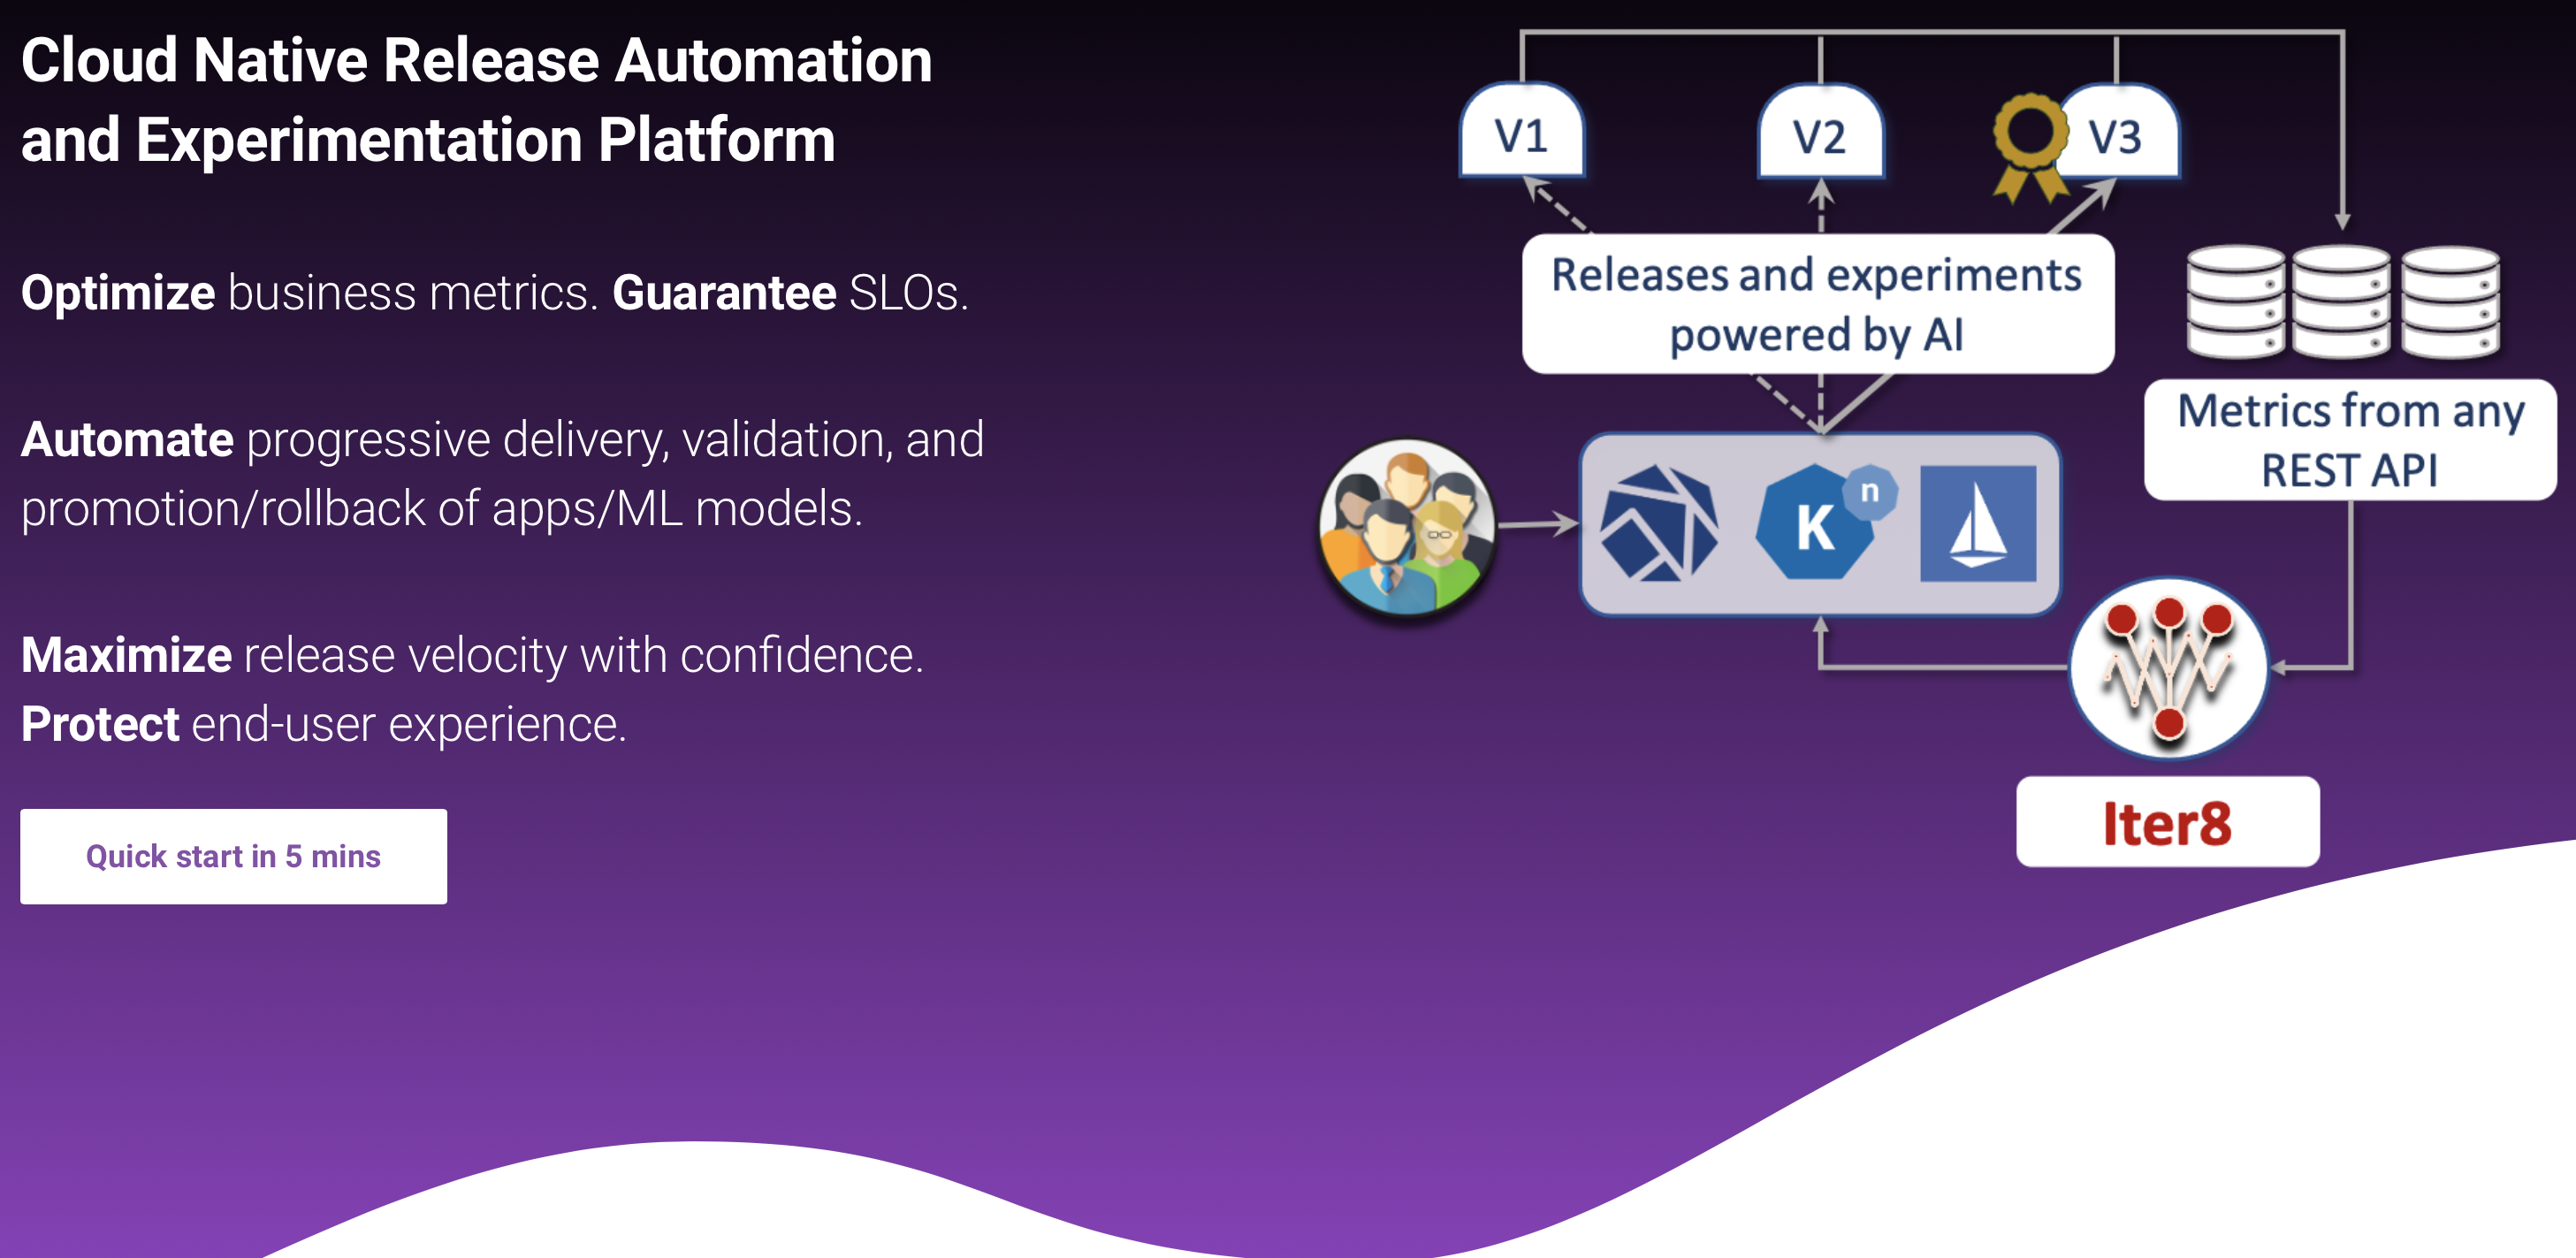 Cloud Native Release Automation
and Experimentation Platform
Optimize business metrics. Guarantee SLOs.
Automate progressive delivery, validation, and
promotion/rollback of apps/ML models.
Maximize release velocity with confidence.
Protect end-user experience.
Quick start in 5 mins
V1
V2
V3
Releases and experiments
powered by AI
Metrics from any
REST API
K
n
Iter8